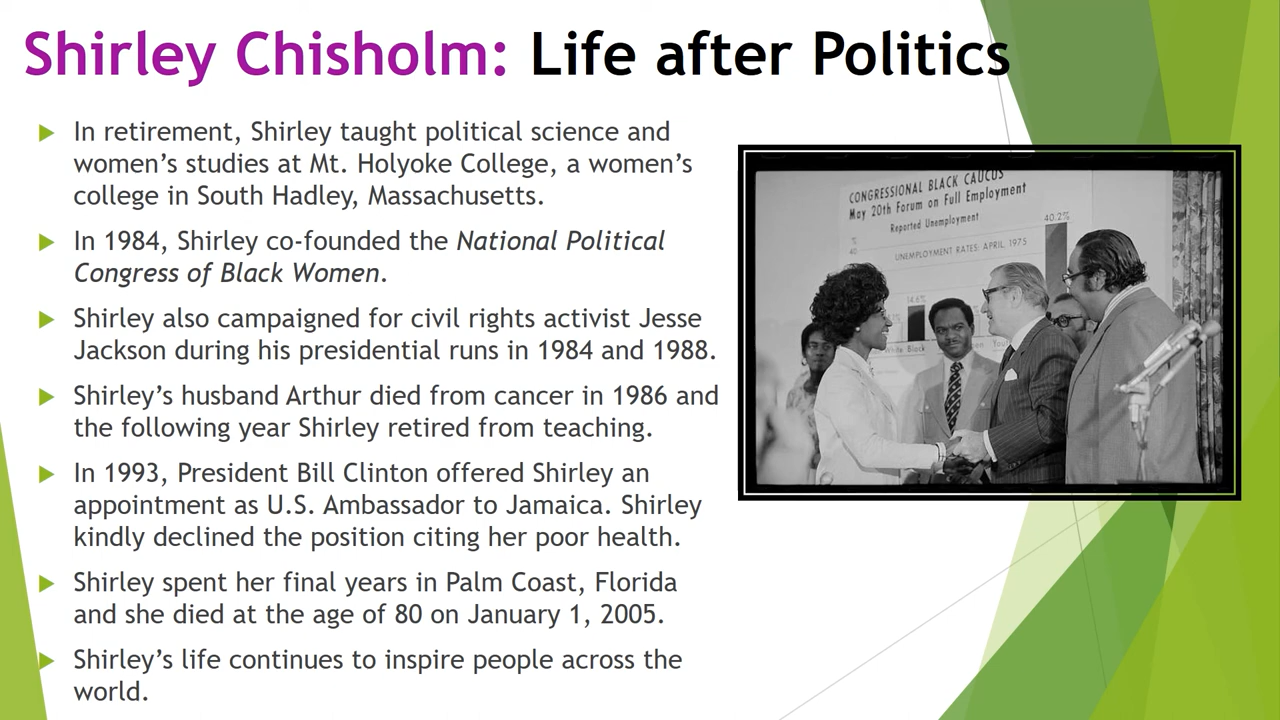 Shirley Chisholm: Life after Politics
In retirement, Shirley taught political science and
women’s studies at Mt. Holyoke College, a women’s
college in South Hadley, Massachusetts.
In 1984, Shirley co-founded the National Political
Congress of Black Women.
Shirley also campaigned for civil rights activist Jesse
Jackson during his presidential runs in 1984 and 1988.
Shirley’s husband Arthur died from cancer in 1986 and
the following year Shirley retired from teaching.
In 1993, President Bill Clinton offered Shirley an
appointment as U.S. Ambassador to Jamaica. Shirley
kindly declined the position citing her poor health.
Shirley spent her final years in Palm Coast, Florida
and she died at the age of 80 on January 1, 2005.
Shirley’s life continues to inspire people across the
world.
CONGRESSIONAL BLACK CAUCUS
May 20th Forum on Full Employment
Reported Unemployment
40.2%
%
40
UNEMPLOYMENT RATES: APRIL, 1975
14.6%
White Black